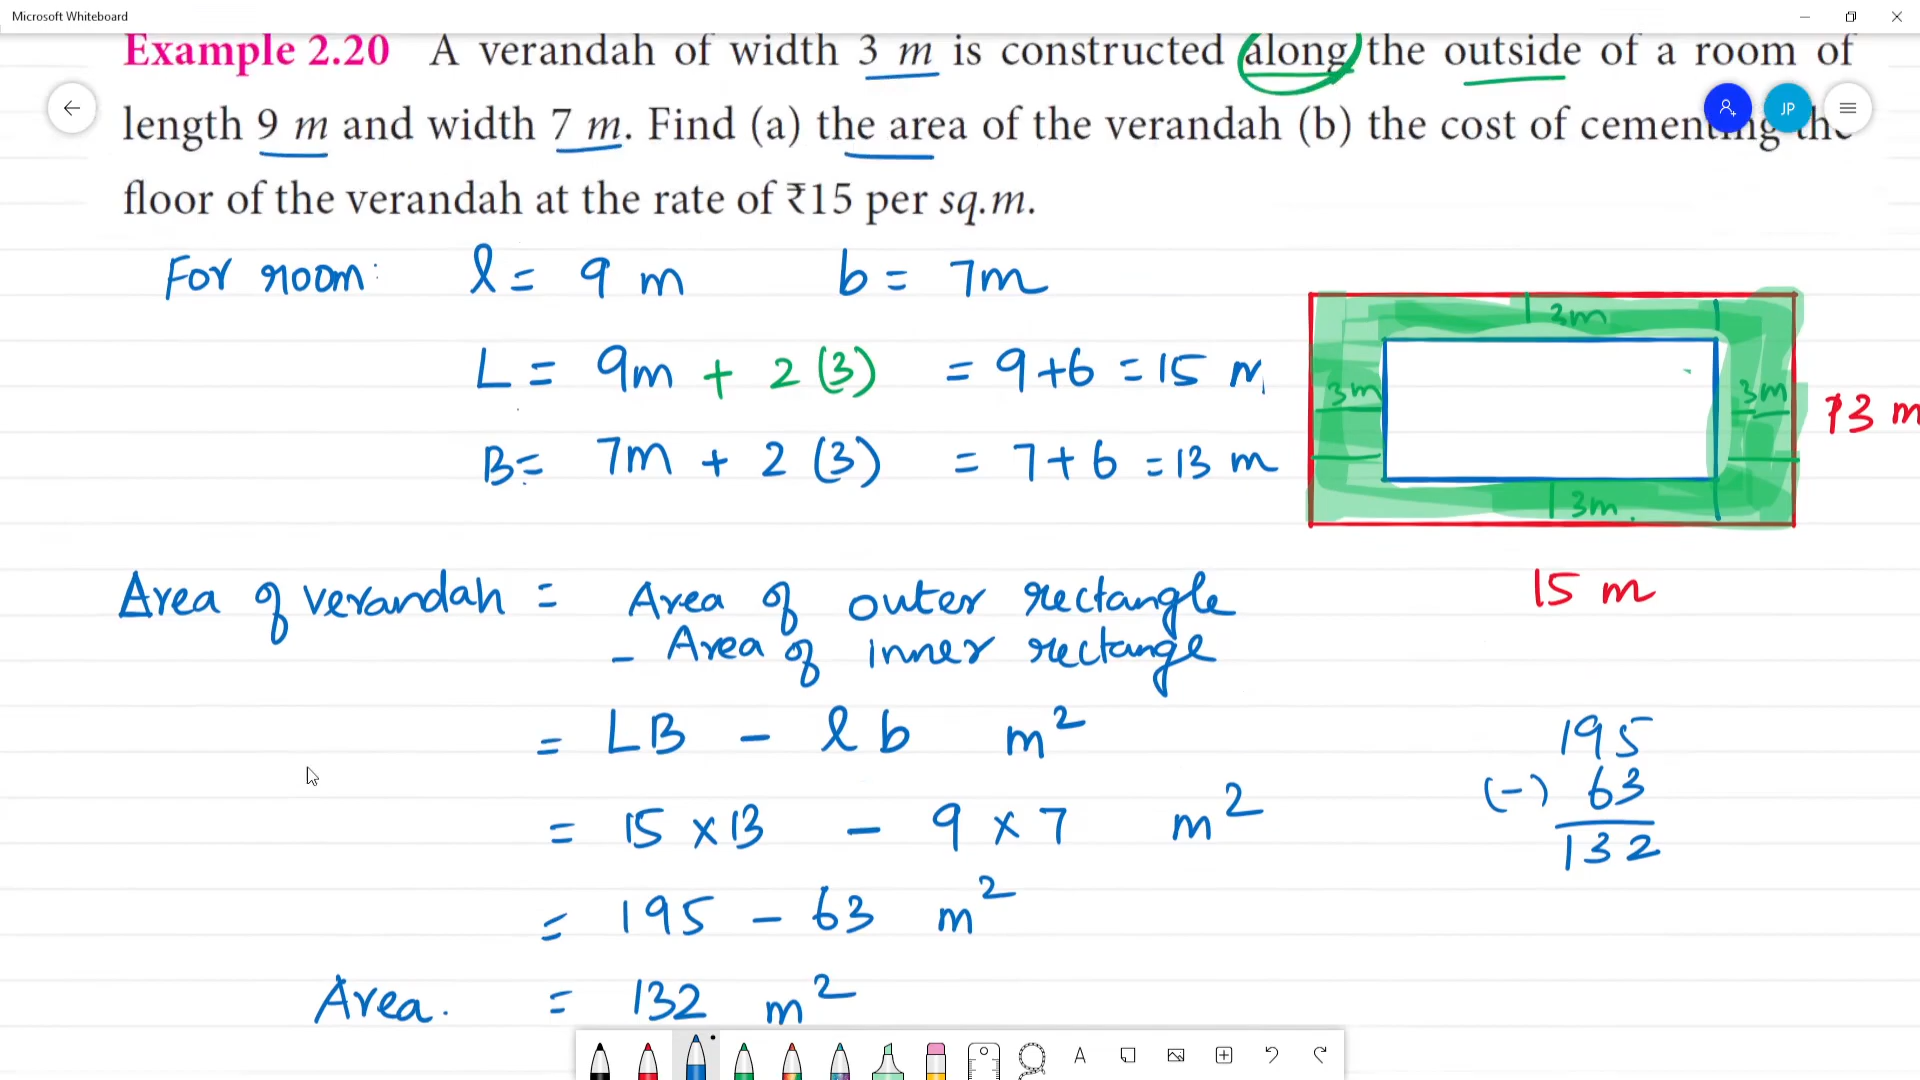 Microsoft Whiteboard
Example 2.20 A verandah of width 3 m is constructed along the outside of a room of
length 9 m and width 7 m. Find (a) the area of the verandah (b) the cost of cementing the
floor of the verandah at the rate of ₹15 per sq.m.
JP
For room: l = 9 m b = 7m
L = 9m + 2 (3) = 9+6 = 15 m
B = 7m + 2 (3) = 7+6 = 13 m
3m
3m 3m 13 m
3m
15 m
Area of verandah = Area of outer rectangle
- Area of inner rectange
= LB - l b m²
= 15 x 13 - 9 x 7 m²
= 195 - 63 m²
Area. = 132 m²
195
(-) 63
132
A